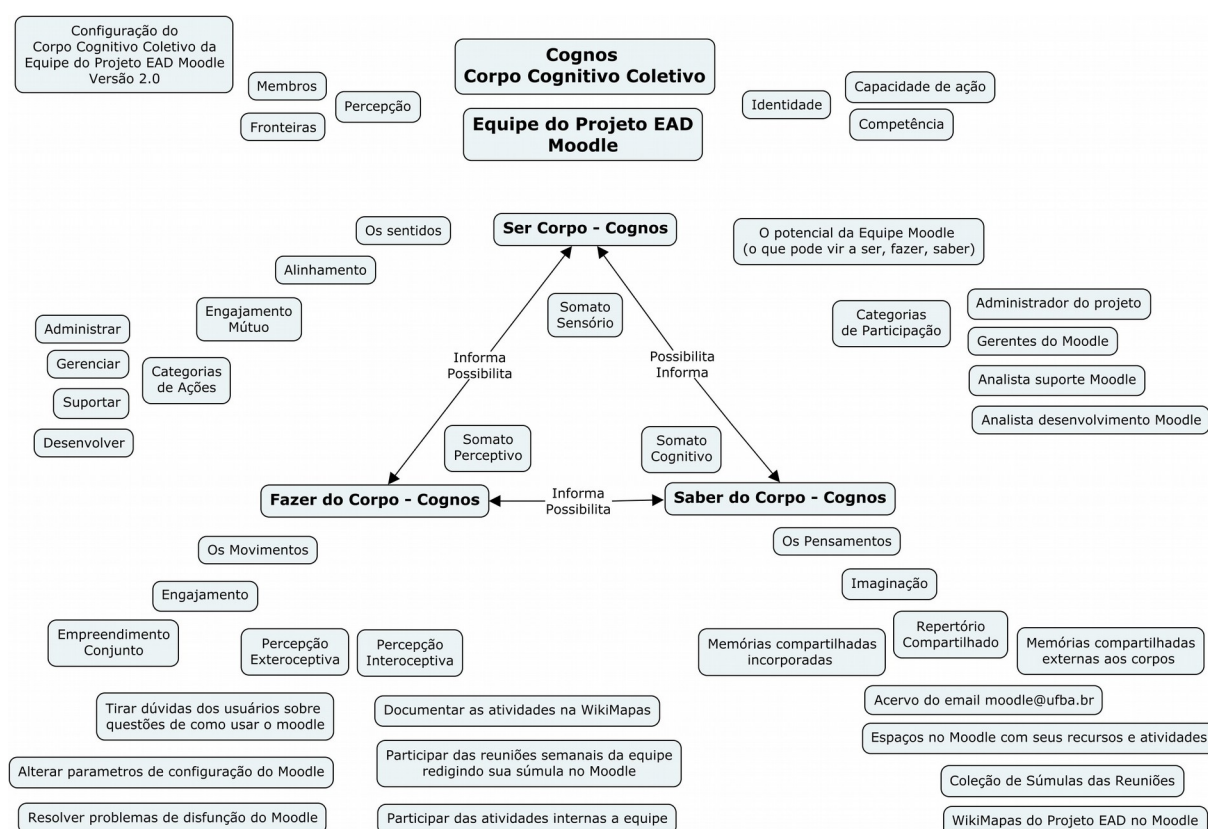 Configuração do
Corpo Cognitivo Coletivo da
Equipe do Projeto EAD Moodle
Versão 2.0
Cognos
Corpo Cognitivo Coletivo
Equipe do Projeto EAD
Moodle
Membros
Fronteiras
Percepção
Identidade
Capacidade de ação
Competência
Os sentidos
Alinhamento
Engajamento
Mútuo
Administrar
Gerenciar
Suportar
Desenvolver
Categorias
de Ações
Ser Corpo - Cognos
Somato
Sensório
Informa
Possibilita
Possibilita
Informa
O potencial da Equipe Moodle
(o que pode vir a ser, fazer, saber)
Categorias
de Participação
Administrador do projeto
Gerentes do Moodle
Analista suporte Moodle
Analista desenvolvimento Moodle
Somato
Perceptivo
Somato
Cognitivo
Fazer do Corpo - Cognos
Informa
Possibilita
Saber do Corpo - Cognos
Os Movimentos
Engajamento
Empreendimento
Conjunto
Percepção
Exteroceptiva
Percepção
Interoceptiva
Os Pensamentos
Imaginação
Memórias compartilhadas
incorporadas
Repertório
Compartilhado
Memórias compartilhadas
externas aos corpos
Tirar dúvidas dos usuários sobre
questões de como usar o moodle
Alterar parametros de configuração do Moodle
Resolver problemas de disfunção do Moodle
Documentar as atividades na WikiMapas
Participar das reuniões semanais da equipe
redigindo sua súmula no Moodle
Participar das atividades internas a equipe
Acervo do email moodle@ufba.br
Espaços no Moodle com seus recursos e atividades
Coleção de Súmulas das Reuniões
WikiMapas do Projeto EAD no Moodle